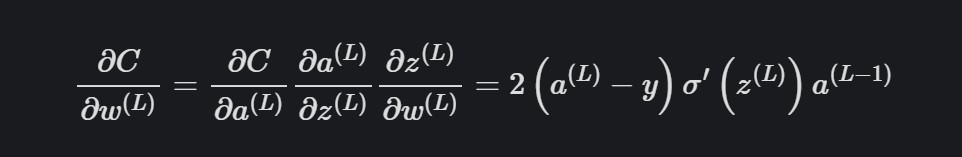 ∂C/∂w^(L) = ∂C/∂a^(L) ∂a^(L)/∂z^(L) ∂z^(L)/∂w^(L) = 2 (a^(L) − y) σ′ (z^(L)) a^(L−1)